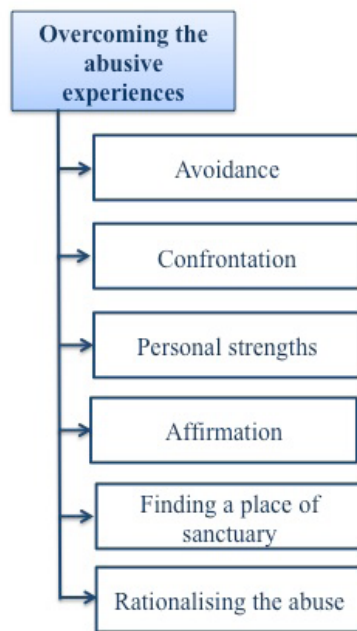 Overcoming the
abusive
experiences
Avoidance
Confrontation
Personal strengths
Affirmation
Finding a place of
sanctuary
Rationalising the abuse